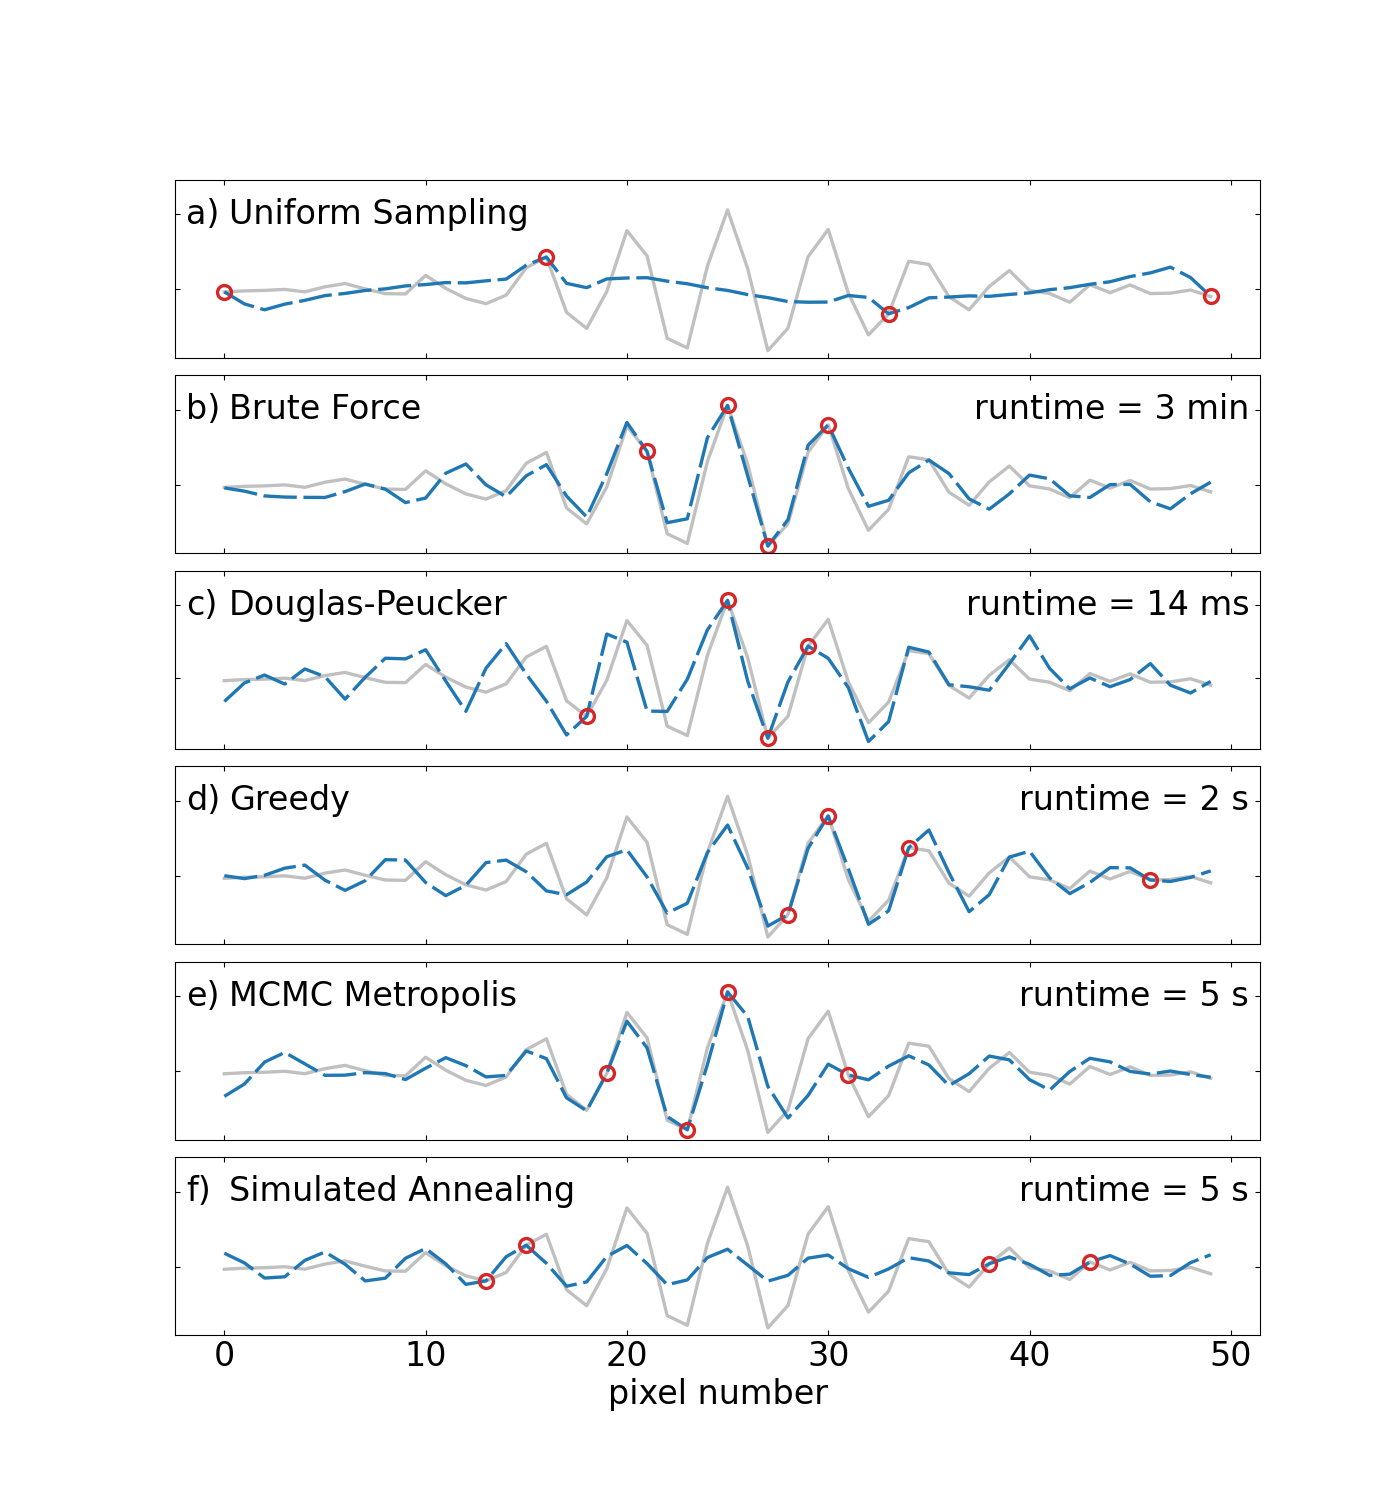 a) Uniform Sampling
b) Brute Force runtime = 3 min
c) Douglas-Peucker runtime = 14 ms
d) Greedy runtime = 2 s
e) MCMC Metropolis runtime = 5 s
f) Simulated Annealing runtime = 5 s
0 10 20 30 40 50
pixel number